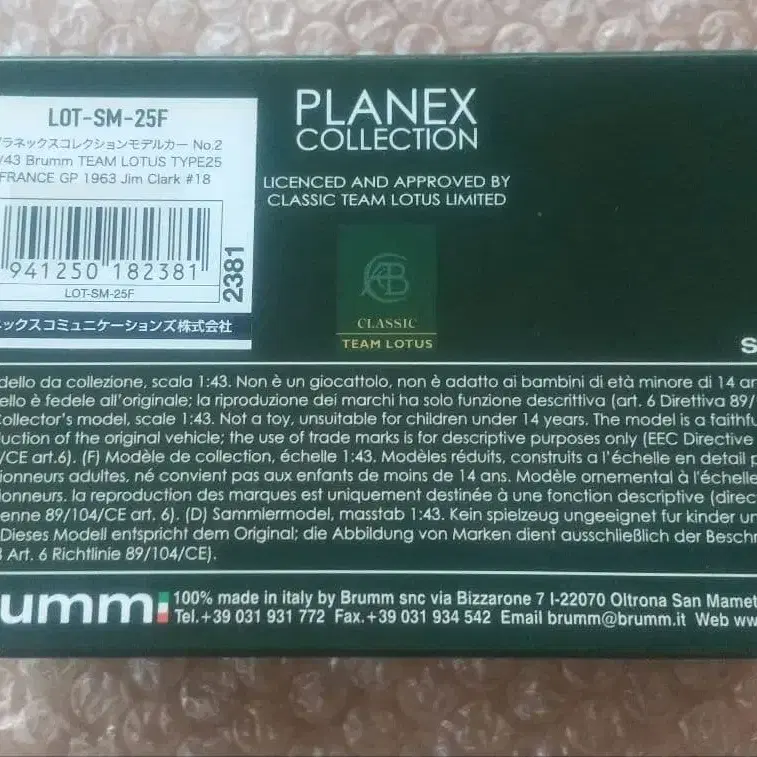 LOT-SM-25F
ラネックスコレクションモデルカー No.2
/43 Brumm TEAM LOTUS TYPE25
FRANCE GP 1963 Jim Clark #18
941250 182381
2381
LOT-SM-25F
ックスコミュニケーションズ株式会社
PLANEX
COLLECTION
LICENCED AND APPROVED BY
CLASSIC TEAM LOTUS LIMITED
CLASSIC
TEAM LOTUS
S
dello da collezione, scala 1:43. Non è un giocattolo, non è adatto ai bambini di età minore di 14 an
ello è fedele all'originale; la riproduzione dei marchi ha solo funzione descrittiva (art. 6 Direttiva 89/
Collector's model, scale 1:43. Not a toy, unsuitable for children under 14 years. The model is a faithfu
uction of the original vehicle; the use of trade marks is for descriptive purposes only (EEC Directive
/CE art.6). (F) Modèle de collection, échelle 1:43. Modèles réduits, construits a l'échelle en detail p
ionneurs adultes, né convient pas aux enfants de moins de 14 ans. Modèle ornemental à l'échelle
ionneurs. la reproduction des marques est uniquement destinée à une fonction descriptive (direc
enne 89/104/CE art. 6). (D) Sammlermodel, masstab 1:43. Kein spielzeug ungeeignet fur kinder un
Dieses Modell entspricht dem Original; die Abbildung von Marken dient ausschließlich der Beschr
Art. 6 Richtlinie 89/104/CE).
umm
100% made in italy by Brumm snc via Bizzarone 7 I-22070 Oltrona San Mamet
Tel.+39 031 931 772 Fax.+39 031 934 542 Email brumm@brumm.it Web ww